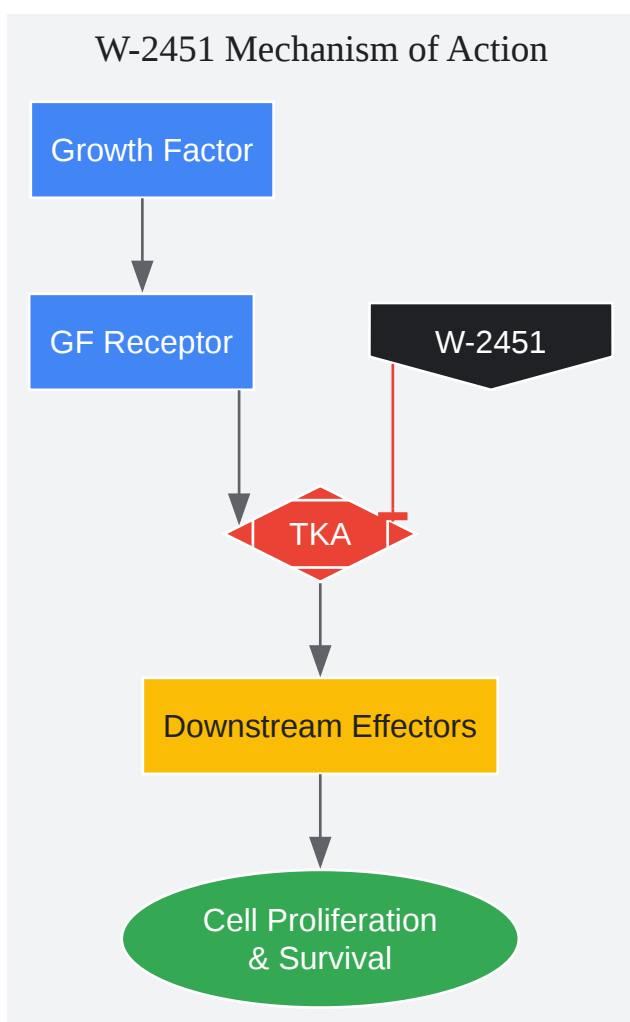 W-2451 Mechanism of Action
Growth Factor
GF Receptor
W-2451
TKA
Downstream Effectors
Cell Proliferation
& Survival